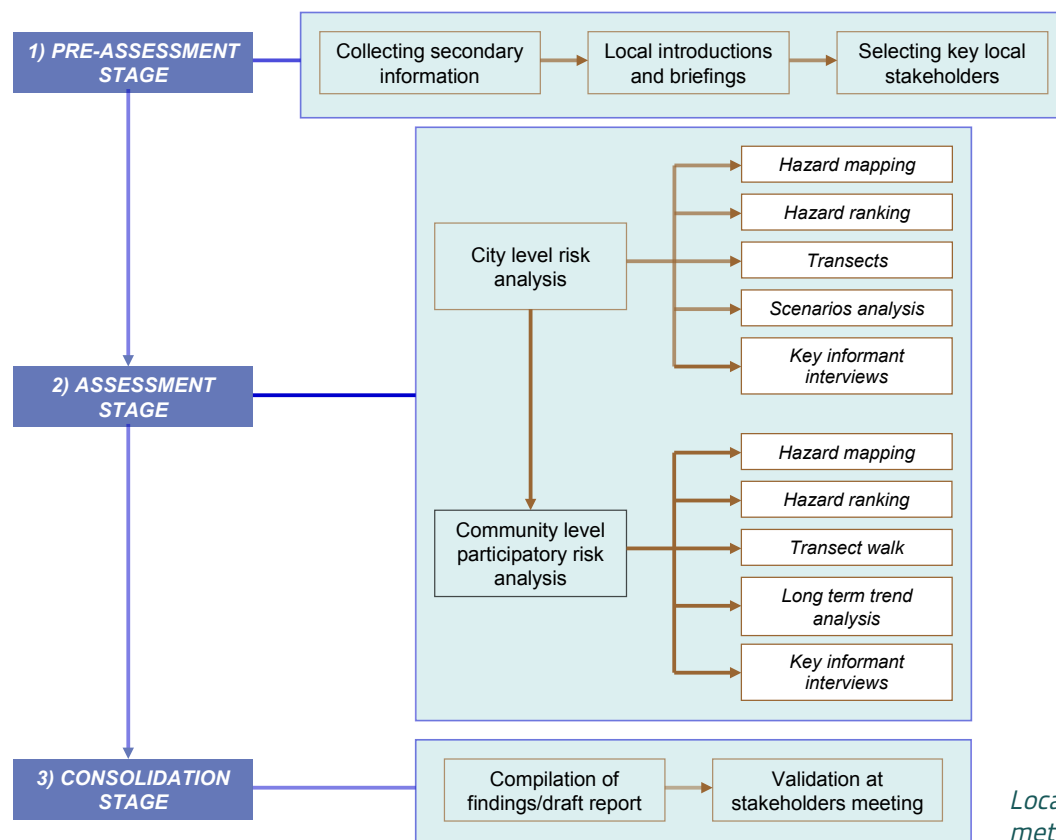 1) PRE-ASSESSMENT
STAGE
Collecting secondary
information
Local introductions
and briefings
Selecting key local
stakeholders
2) ASSESSMENT
STAGE
City level risk
analysis
Hazard mapping
Hazard ranking
Transects
Scenarios analysis
Key informant
interviews
Community level
participatory risk
analysis
Hazard mapping
Hazard ranking
Transect walk
Long term trend
analysis
Key informant
interviews
3) CONSOLIDATION
STAGE
Compilation of
findings/draft report
Validation at
stakeholders meeting